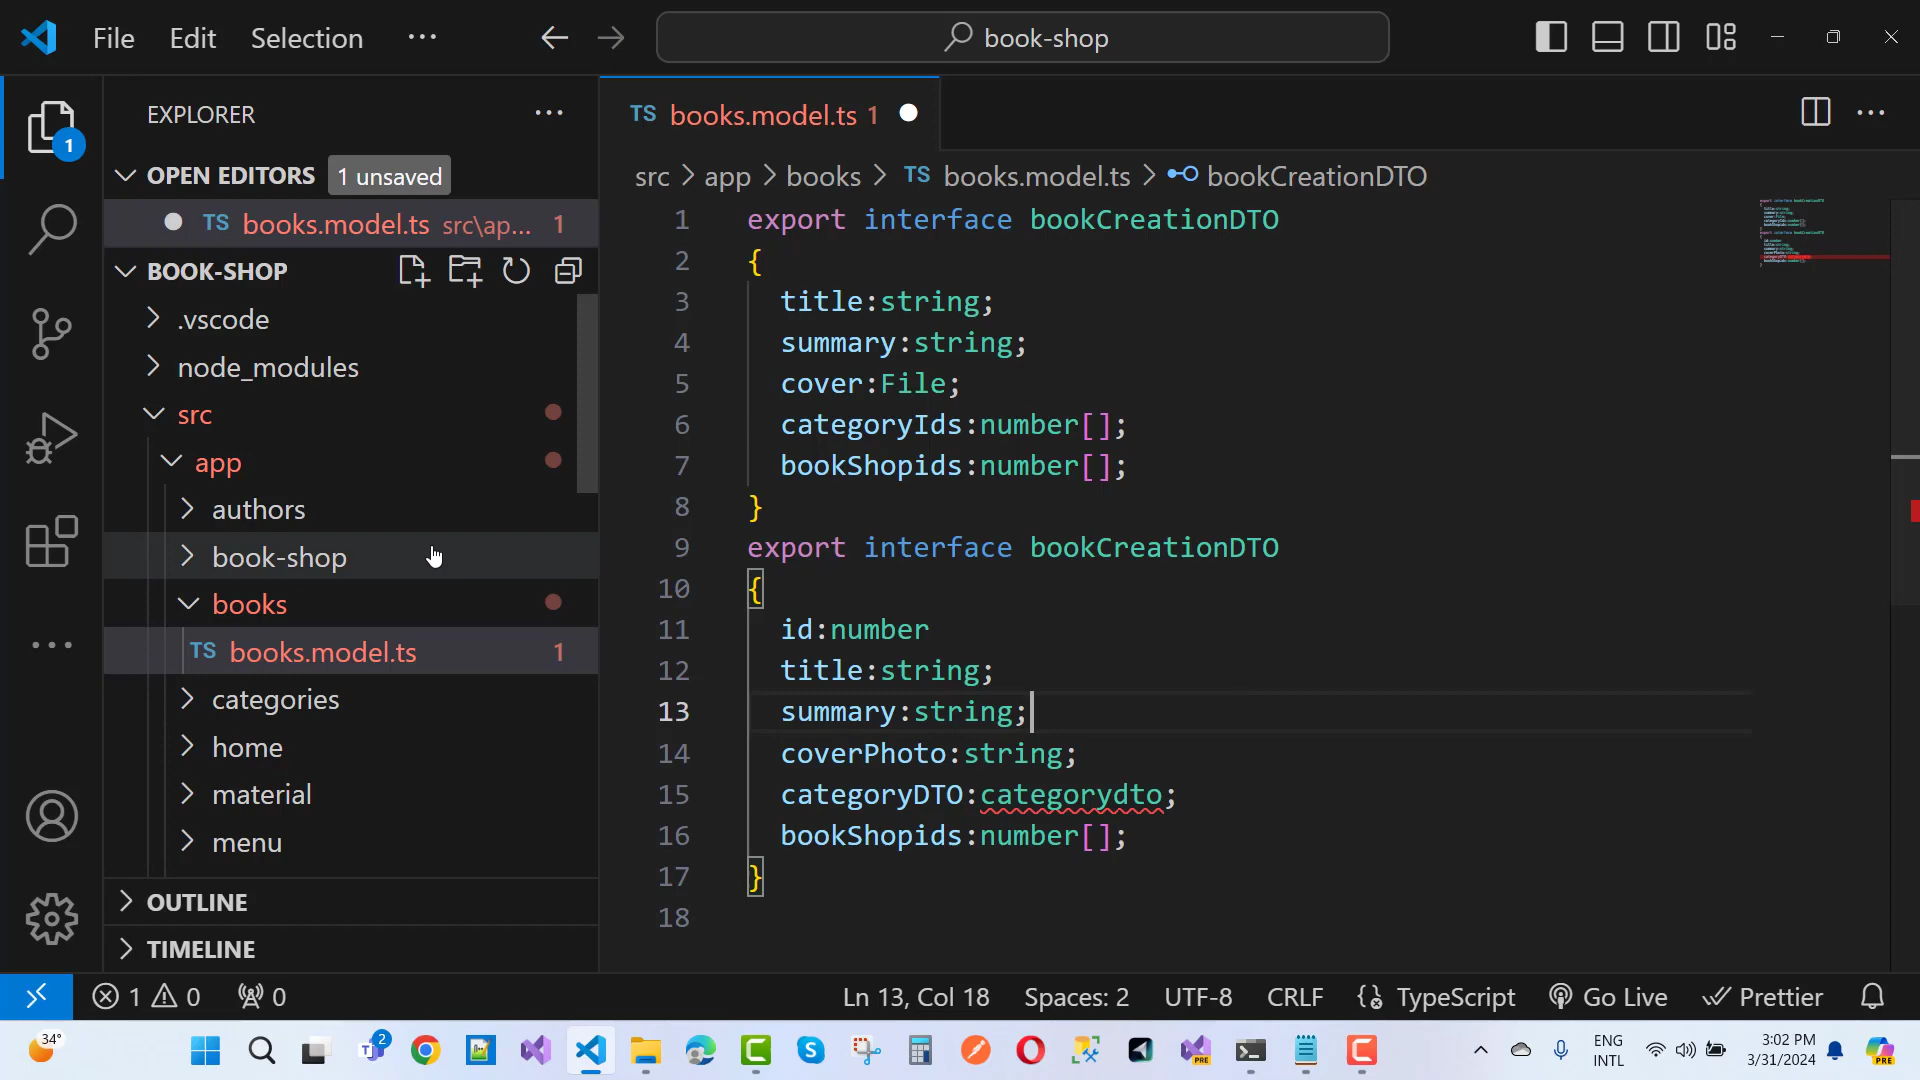 File Edit Selection ···
book-shop
EXPLORER
OPEN EDITORS 1 unsaved
TS books.model.ts src\ap... 1
BOOK-SHOP
.vscode
node_modules
src
app
authors
book-shop
books
TS books.model.ts 1
categories
home
material
menu
OUTLINE
TIMELINE
1
TS books.model.ts 1
src > app > books > TS books.model.ts > bookCreationDTO
1 export interface bookCreationDTO
2 {
3 title:string;
4 summary:string;
5 cover:File;
6 categoryIds:number[];
7 bookShopids:number[];
8 }
9 export interface bookCreationDTO
10 {
11 id:number
12 title:string;
13 summary:string;
14 coverPhoto:string;
15 categoryDTO:categorydto;
16 bookShopids:number[];
17 }
18
1 0 0 Ln 13, Col 18 Spaces: 2 UTF-8 CRLF TypeScript Go Live Prettier
34° 2 PRE ENG INTL 3:02 PM 3/31/2024 PRE